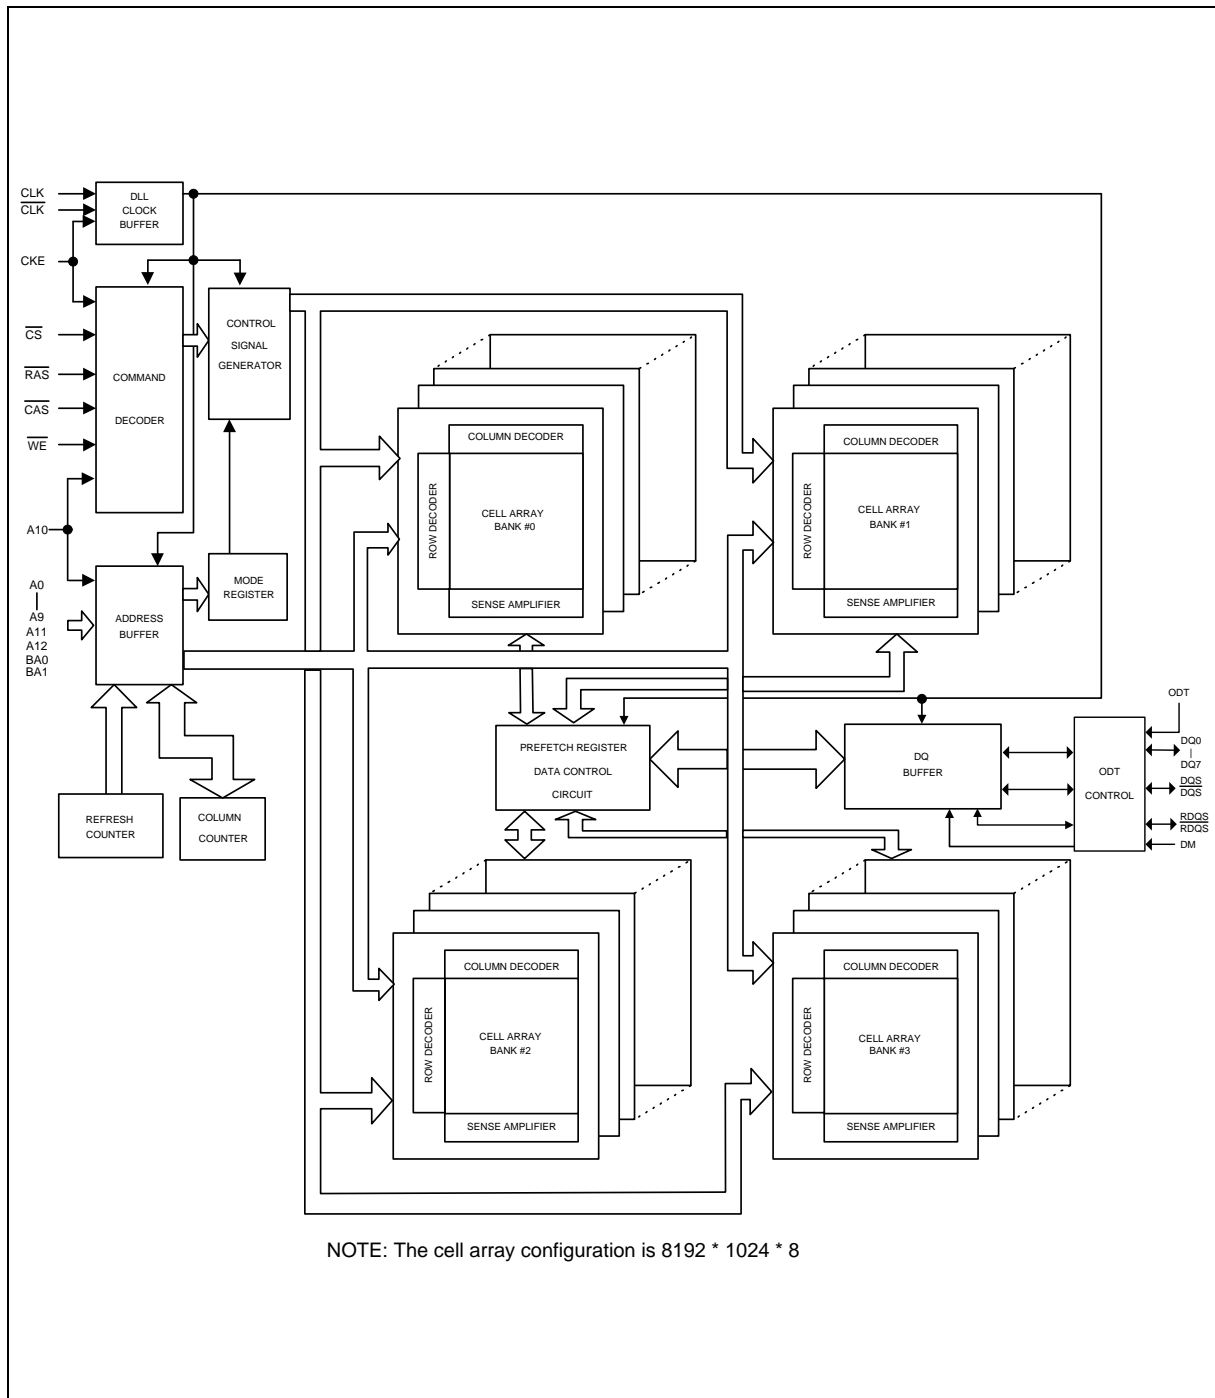 CLK
CLK
CKE
CS
RAS
CAS
WE
A10
A0
A9
A11
A12
BA0
BA1
DLL
CLOCK
BUFFER
COMMAND
DECODER
CONTROL
SIGNAL
GENERATOR
ADDRESS
BUFFER
MODE
REGISTER
REFRESH
COUNTER
COLUMN
COUNTER
COLUMN DECODER
ROW DECODER
CELL ARRAY
BANK #0
SENSE AMPLIFIER
COLUMN DECODER
ROW DECODER
CELL ARRAY
BANK #1
SENSE AMPLIFIER
PREFETCH REGISTER
DATA CONTROL
CIRCUIT
DQ
BUFFER
ODT
CONTROL
ODT
DQ0
|
DQ7
DQS
DQS
RDQS
RDQS
DM
COLUMN DECODER
ROW DECODER
CELL ARRAY
BANK #2
SENSE AMPLIFIER
COLUMN DECODER
ROW DECODER
CELL ARRAY
BANK #3
SENSE AMPLIFIER
NOTE: The cell array configuration is 8192 * 1024 * 8